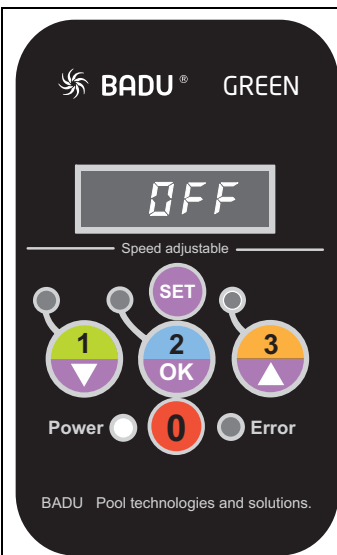 BADU ® GREEN
OFF
Speed adjustable
SET
1 2 3
OK
Power 0 Error
BADU Pool technologies and solutions.